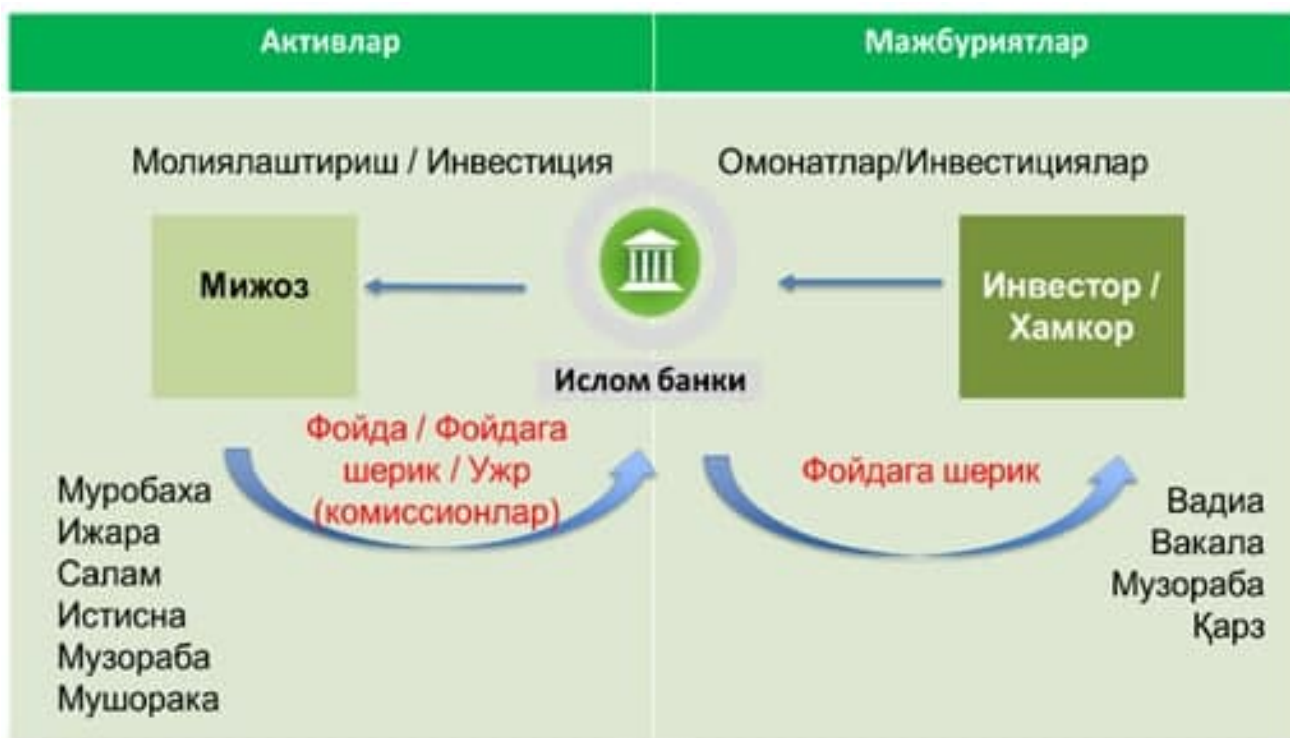 Активлар
Мажбуриятлар
Молиялаштириш / Инвестиция
Омонатлар/Инвестициялар
Мижоз
Инвестор /
Хамкор
Ислом банки
Фойда / Фойдага
шерик / Ужр
(комиссионлар)
Фойдага шерик
Муробаха
Ижара
Салам
Истисна
Музораба
Мушорака
Вадиа
Вакала
Музораба
Қарз